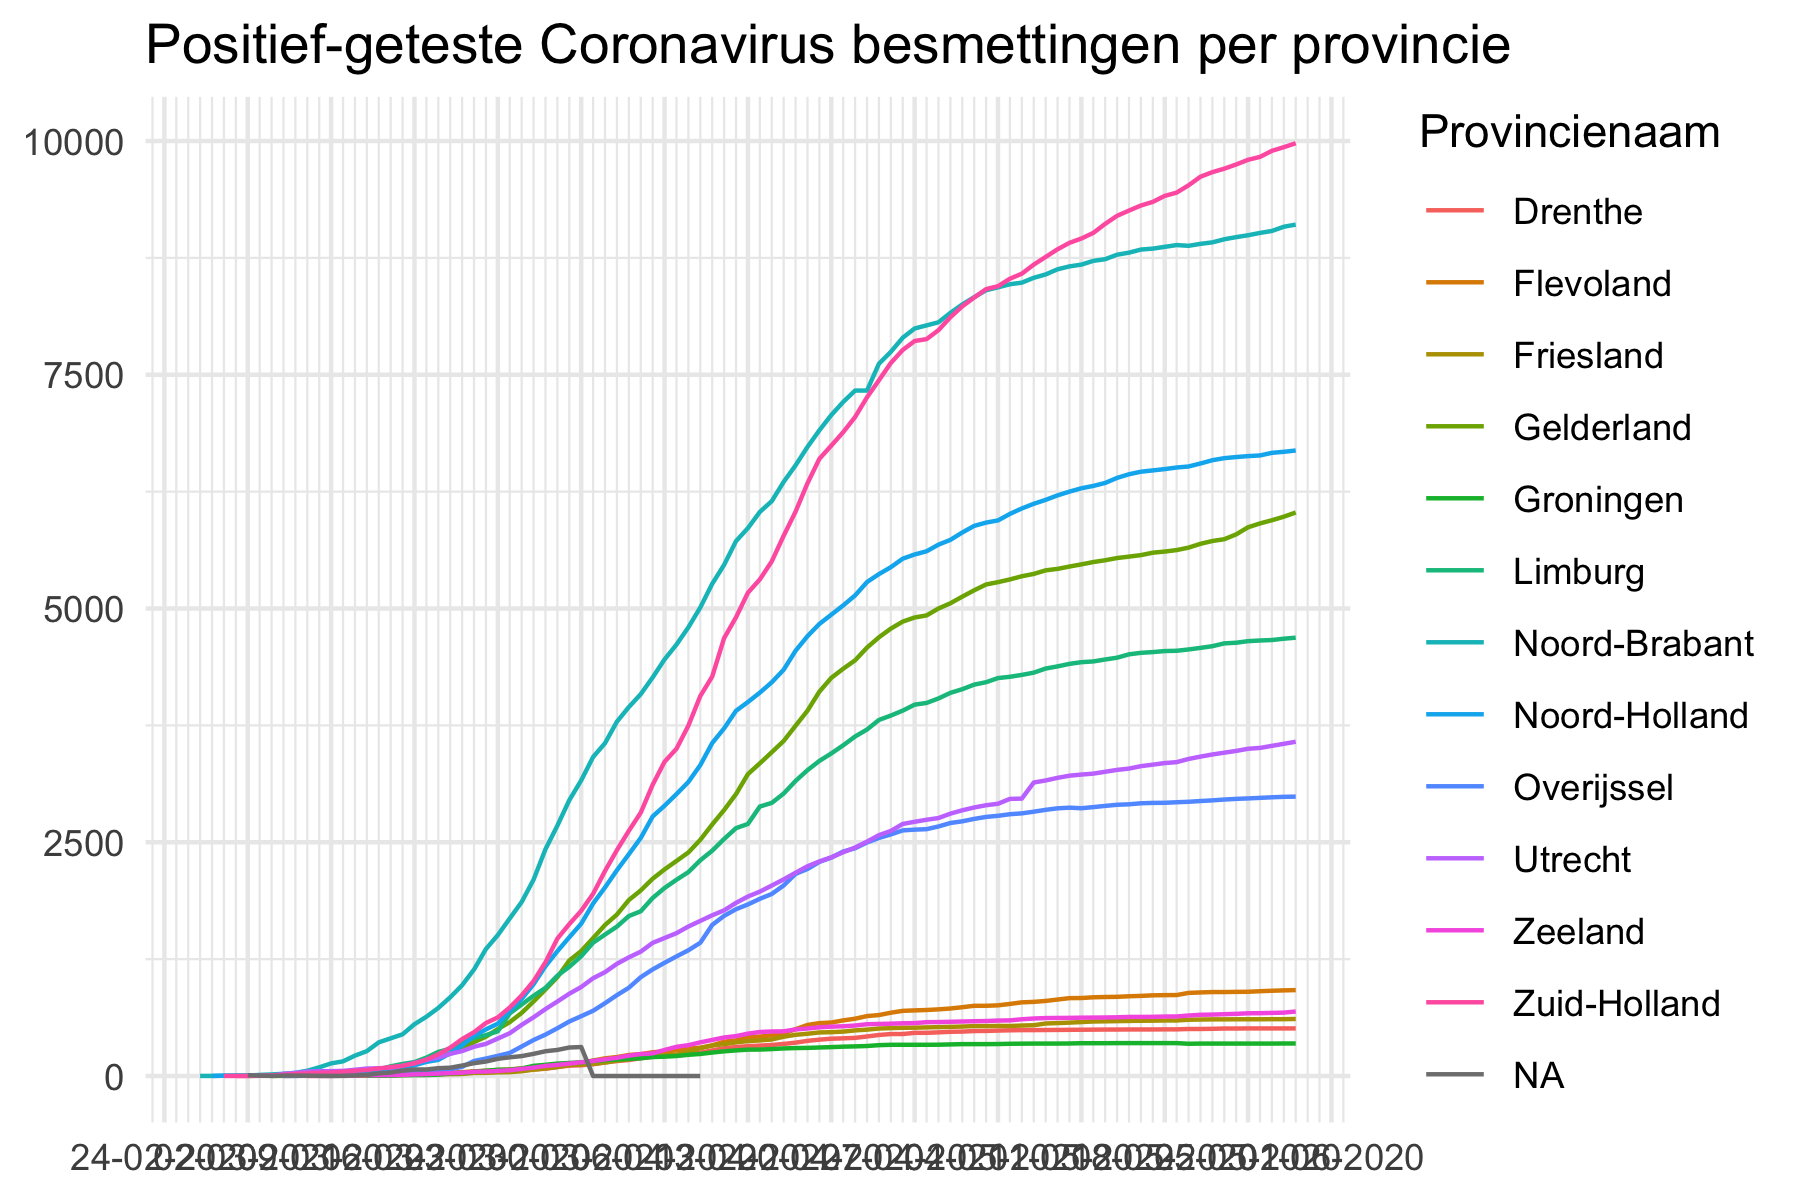 Positief-geteste Coronavirus besmettingen per provincie
10000
7500
5000
2500
0
Provincienaam
Drenthe
Flevoland
Friesland
Gelderland
Groningen
Limburg
Noord-Brabant
Noord-Holland
Overijssel
Utrecht
Zeeland
Zuid-Holland
NA